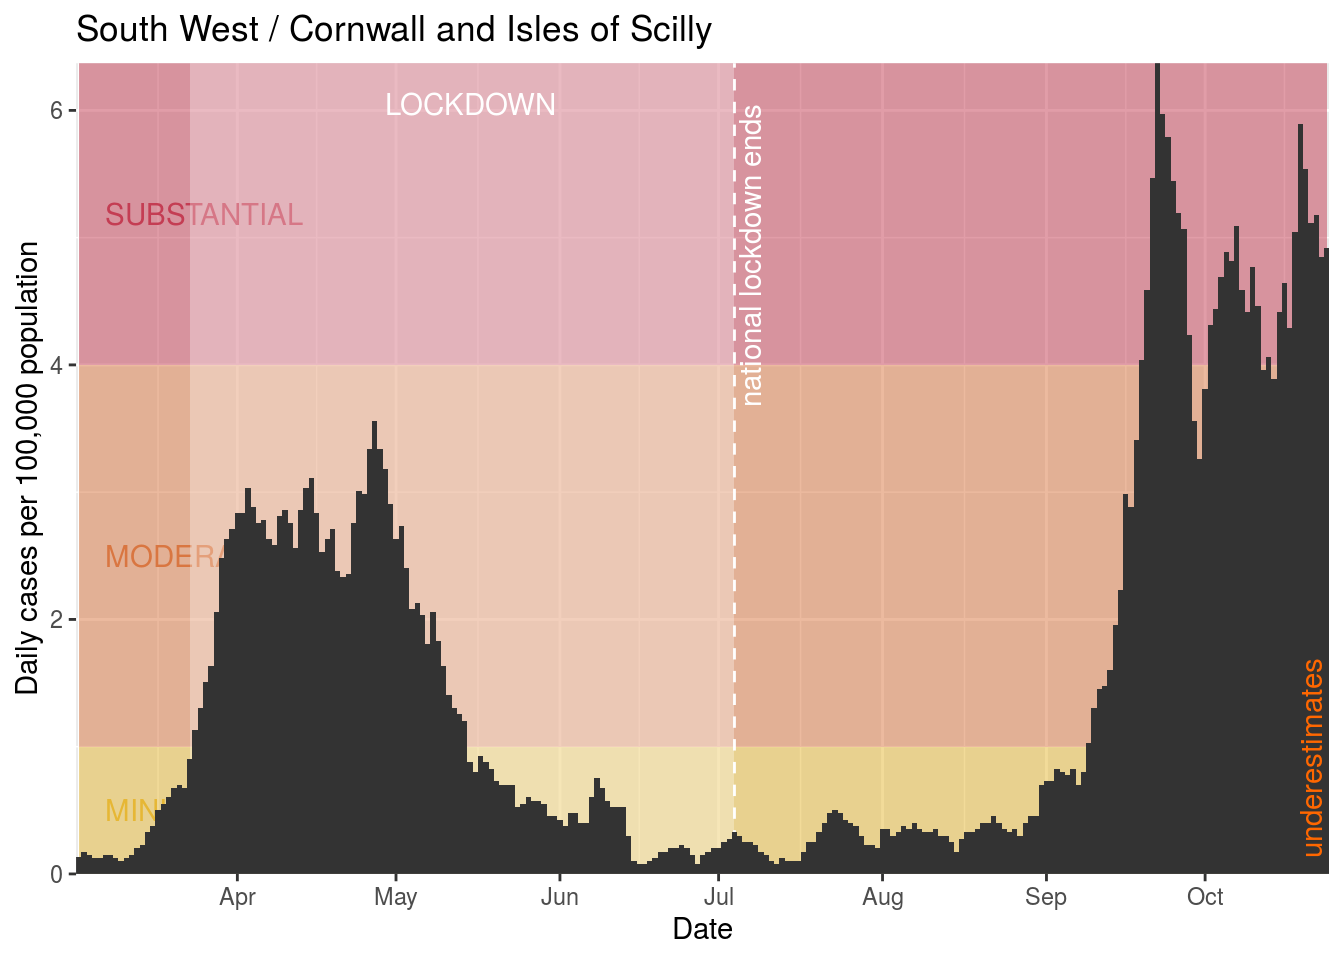 South West / Cornwall and Isles of Scilly
Daily cases per 100,000 population
6
4
2
0
LOCKDOWN
SUBSTANTIAL
MODERA
MIN
national lockdown ends
underestimates
Apr
May
Jun
Jul
Aug
Sep
Oct
Date